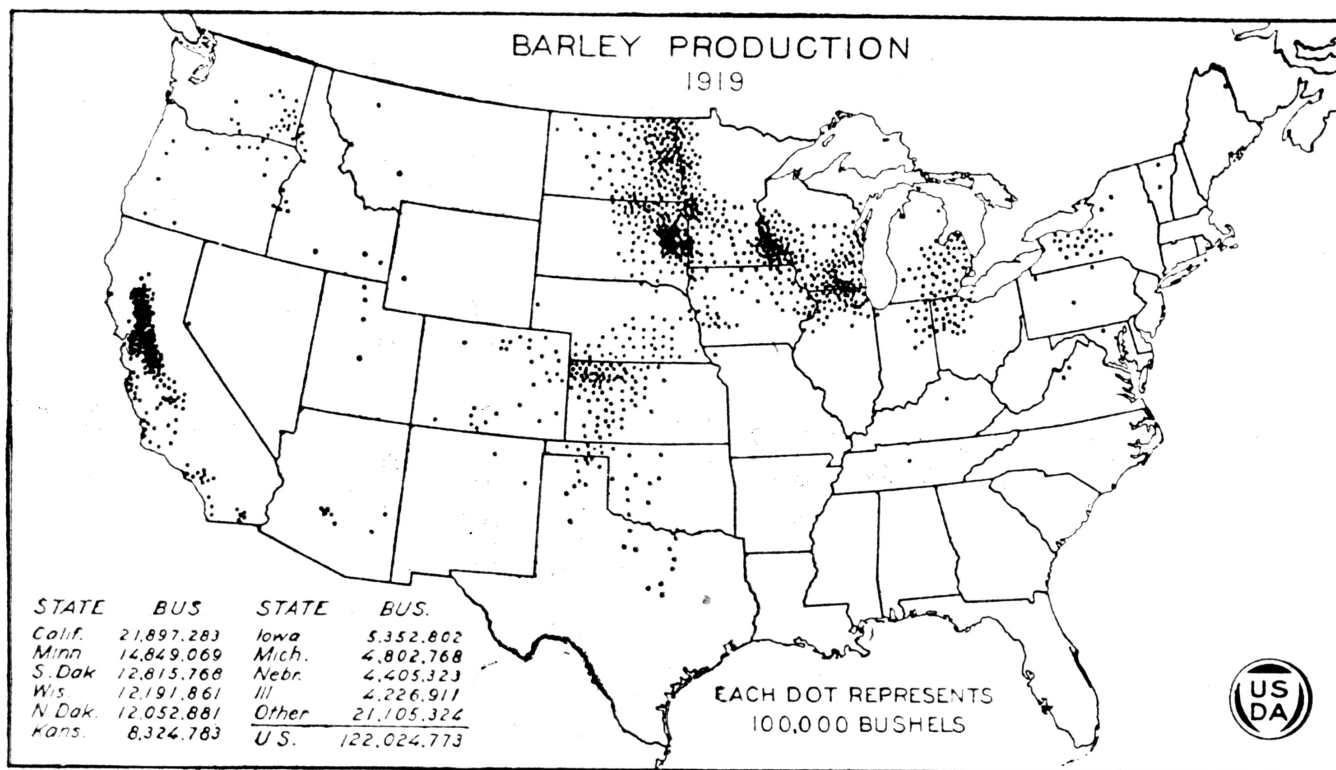 BARLEY PRODUCTION
1919
STATE BUS STATE BUS.
Calif. 21,897,283 Iowa 5,352,802
Minn 14,849,069 Mich. 4,802,768
S.Dak 12,815,768 Nebr. 4,405,323
Wis. 12,191,861 Ill 4,226,911
N.Dak. 12,052,881 Other 21,105,324
Kans. 8,324,783 U.S. 122,024,773
EACH DOT REPRESENTS
100,000 BUSHELS
US
DA